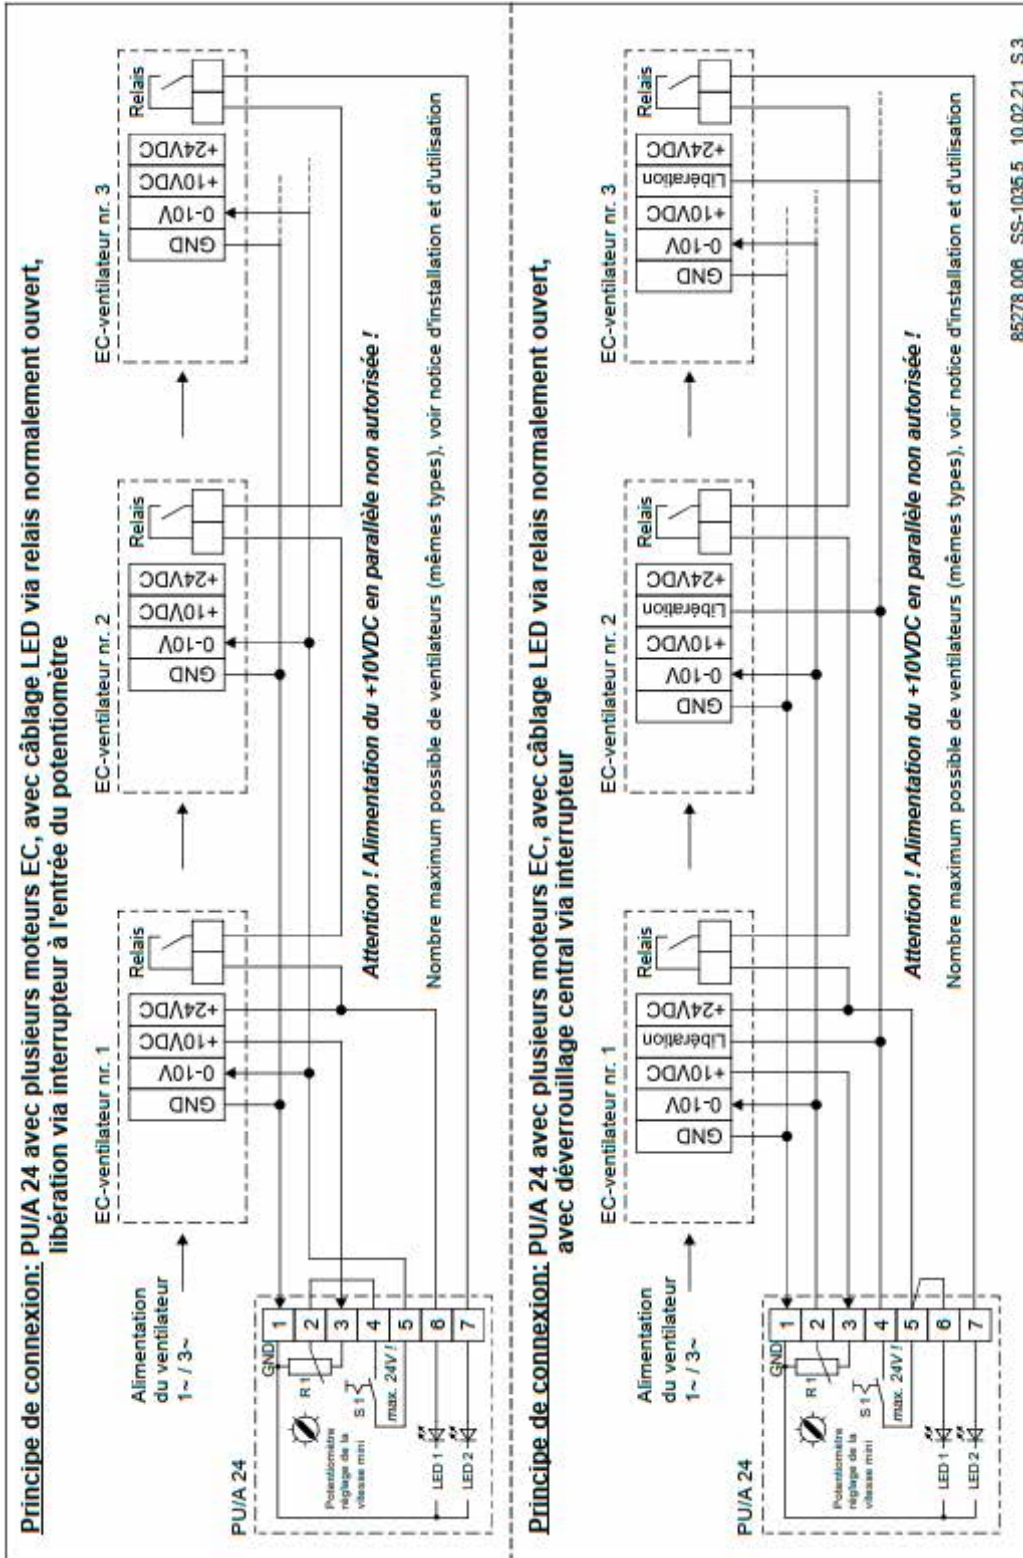 Principe de connexion: PU/A 24 avec plusieurs moteurs EC, avec câblage LED via relais normalement ouvert,
libération via interrupteur à l'entrée du potentiomètre
Alimentation
du ventilateur
1~ / 3~
EC-ventilateur nr. 1
GND
0-10V
+10VDC
+24VDC
Relais
EC-ventilateur nr. 2
GND
0-10V
+10VDC
+24VDC
Relais
EC-ventilateur nr. 3
GND
0-10V
+10VDC
+24VDC
Relais
PU/A 24
Potentiomètre
réglage de la
vitesse mini
GND
R 1
S 1
max. 24V !
LED 1
LED 2
1
2
3
4
5
6
7
Attention ! Alimentation du +10VDC en parallèle non autorisée !
Nombre maximum possible de ventilateurs (mêmes types), voir notice d'installation et d'utilisation
Principe de connexion: PU/A 24 avec plusieurs moteurs EC, avec câblage LED via relais normalement ouvert,
avec déverrouillage central via interrupteur
Alimentation
du ventilateur
1~ / 3~
EC-ventilateur nr. 1
GND
0-10V
+10VDC
Libération
+24VDC
Relais
EC-ventilateur nr. 2
GND
0-10V
+10VDC
Libération
+24VDC
Relais
EC-ventilateur nr. 3
GND
0-10V
+10VDC
Libération
+24VDC
Relais
PU/A 24
Potentiomètre
réglage de la
vitesse mini
GND
R 1
S 1
max. 24V !
LED 1
LED 2
1
2
3
4
5
6
7
Attention ! Alimentation du +10VDC en parallèle non autorisée !
Nombre maximum possible de ventilateurs (mêmes types), voir notice d'installation et d'utilisation
85278 006 SS-1035.5 10.02.21 S.3